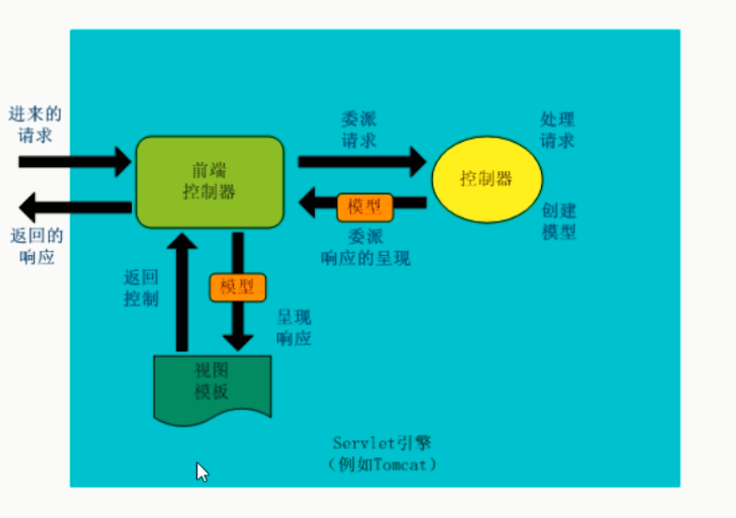 进来的
请求
返回的
响应
前端
控制器
委派
请求
模型
委派
响应的呈现
控制器
处理
请求
创建
模型
返回
控制
模型
呈现
响应
视图
模板
Servlet引擎
（例如Tomcat）